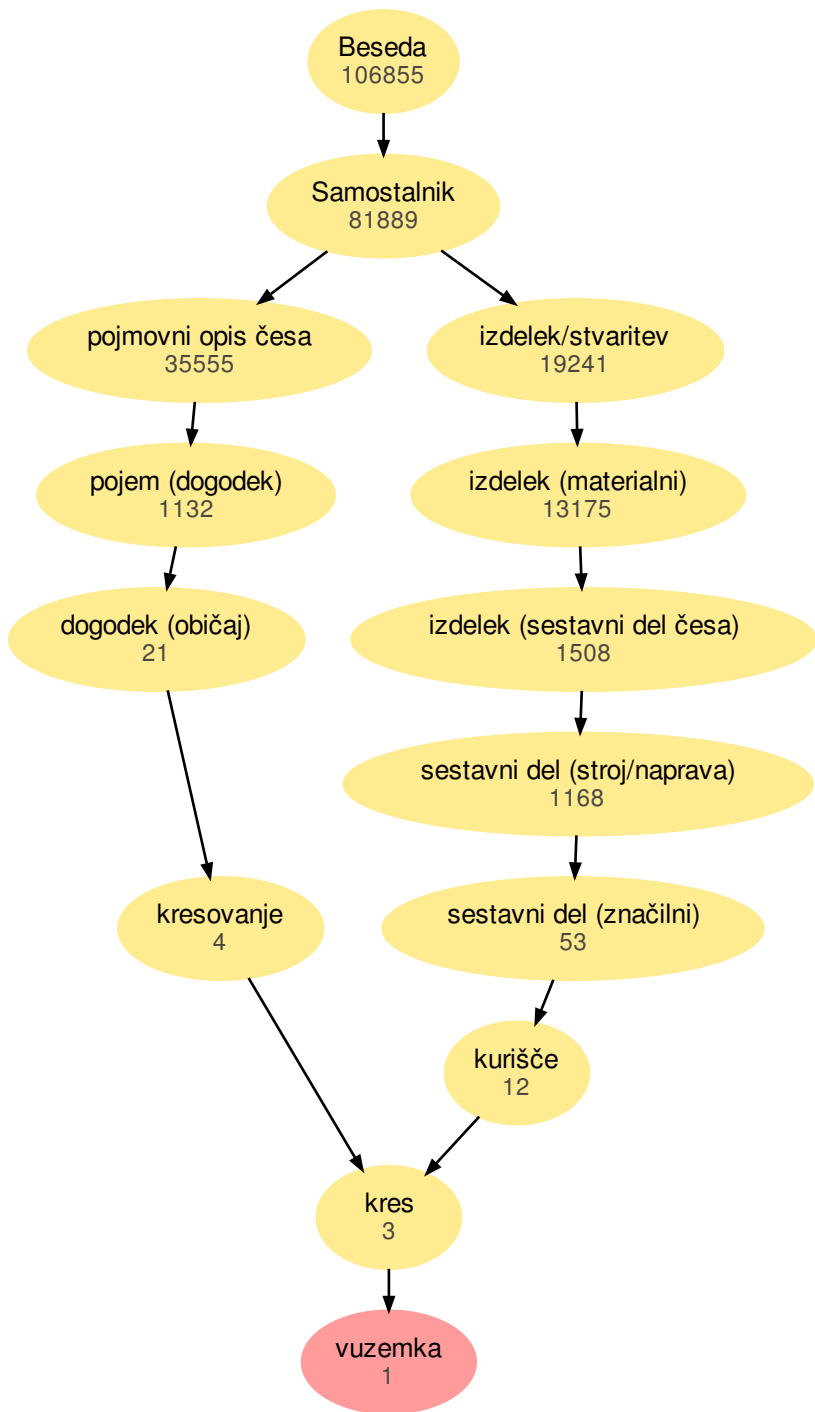 Beseda
106855
Samostalnik
81889
pojmovni opis česa
35555
izdelek/stvaritev
19241
pojem (dogodek)
1132
izdelek (materialni)
13175
dogodek (običaj)
21
izdelek (sestavni del česa)
1508
sestavni del (stroj/naprava)
1168
kresovanje
4
sestavni del (značilni)
53
kurišče
12
kres
3
vuzemka
1